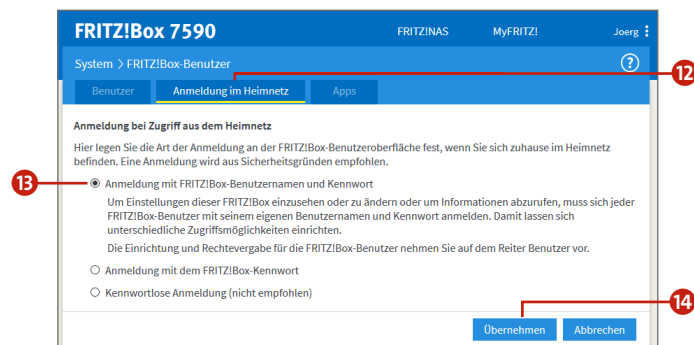 FRITZ!Box 7590 FRITZ!NAS MyFRITZ! Joerg
System > FRITZ!Box-Benutzer ?
12
Benutzer Anmeldung im Heimnetz Apps
Anmeldung bei Zugriff aus dem Heimnetz
Hier legen Sie die Art der Anmeldung an der FRITZ!Box-Benutzeroberfläche fest, wenn Sie sich zuhause im Heimnetz
befinden. Eine Anmeldung wird aus Sicherheitsgründen empfohlen.
13
Anmeldung mit FRITZ!Box-Benutzernamen und Kennwort
Um Einstellungen dieser FRITZ!Box einzusehen oder zu ändern oder um Informationen abzurufen, muss sich jeder
FRITZ!Box-Benutzer mit seinem eigenen Benutzernamen und Kennwort anmelden. Damit lassen sich
unterschiedliche Zugriffsmöglichkeiten einrichten.
Die Einrichtung und Rechtevergabe für die FRITZ!Box-Benutzer nehmen Sie auf dem Reiter Benutzer vor.
Anmeldung mit dem FRITZ!Box-Kennwort
Kennwortlose Anmeldung (nicht empfohlen)
14
Übernehmen Abbrechen